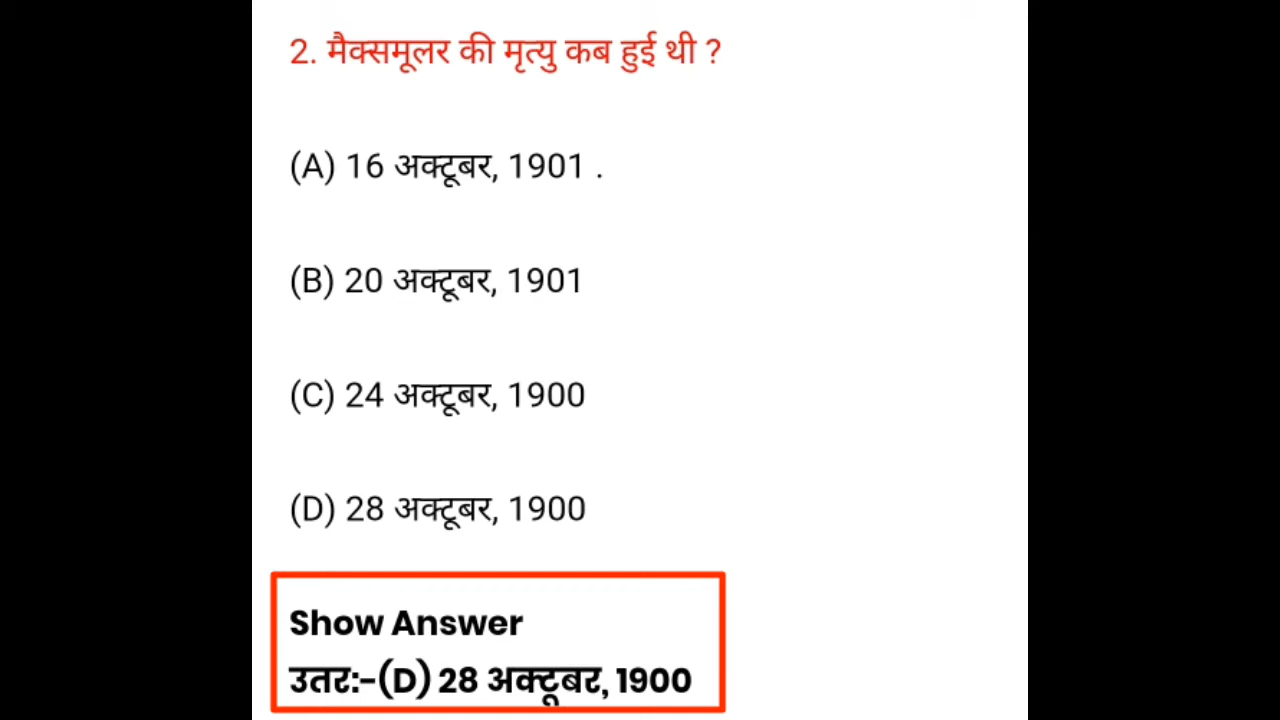 2. मैक्समूलर की मृत्यु कब हुई थी ?
(A) 16 अक्टूबर, 1901 .
(B) 20 अक्टूबर, 1901
(C) 24 अक्टूबर, 1900
(D) 28 अक्टूबर, 1900
Show Answer
उतर:-(D) 28 अक्टूबर, 1900